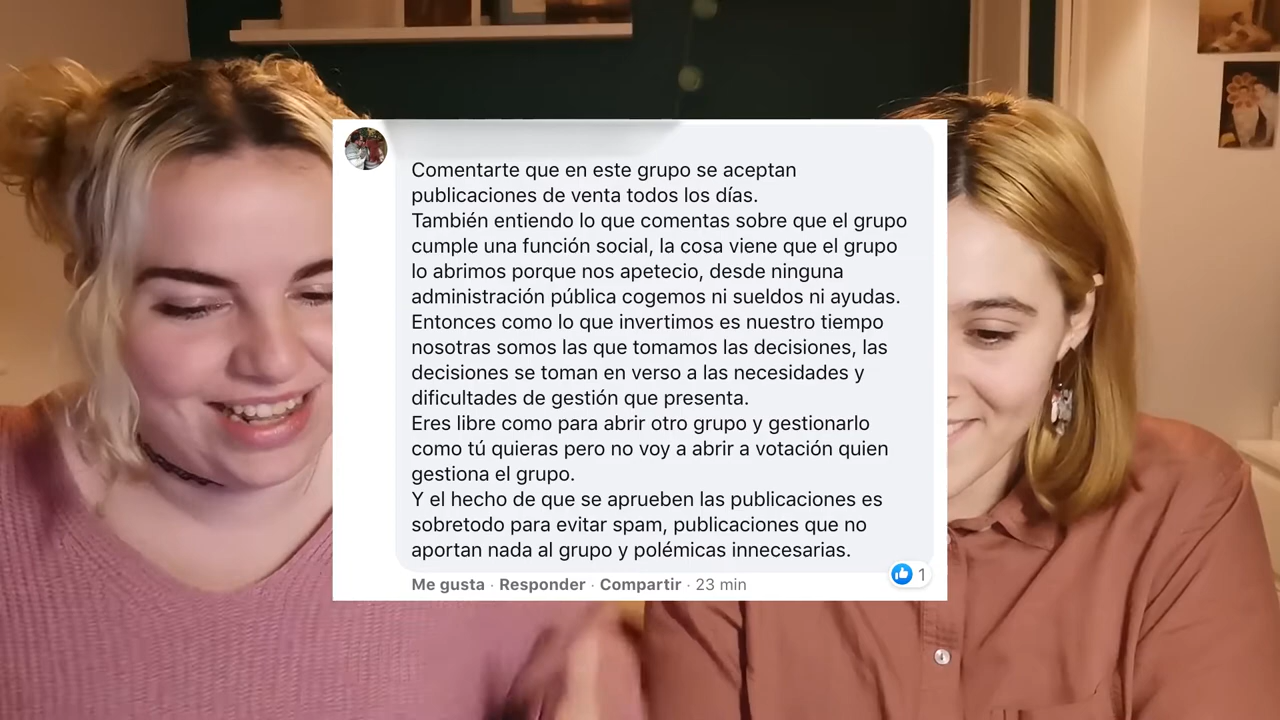 Comentarte que en este grupo se aceptan
publicaciones de venta todos los días.
También entiendo lo que comentas sobre que el grupo
cumple una función social, la cosa viene que el grupo
lo abrimos porque nos apetecio, desde ninguna
administración pública cogemos ni sueldos ni ayudas.
Entonces como lo que invertimos es nuestro tiempo
nosotras somos las que tomamos las decisiones, las
decisiones se toman en verso a las necesidades y
dificultades de gestión que presenta.
Eres libre como para abrir otro grupo y gestionarlo
como tú quieras pero no voy a abrir a votación quien
gestiona el grupo.
Y el hecho de que se aprueben las publicaciones es
sobretodo para evitar spam, publicaciones que no
aportan nada al grupo y polémicas innecesarias.
Me gusta · Responder · Compartir · 23 min
1